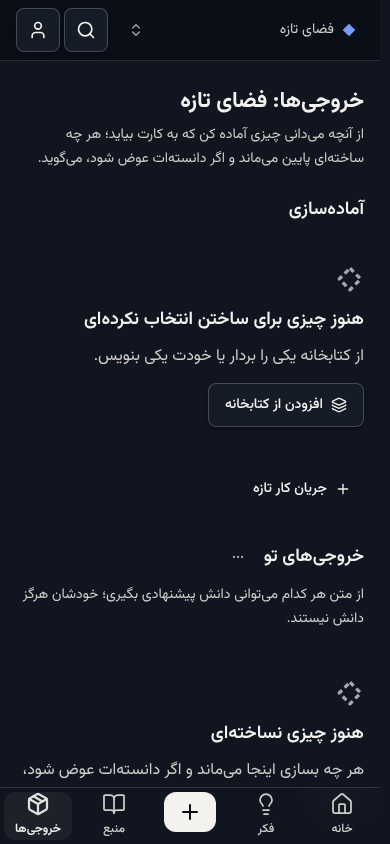 فضای تازه
خروجی‌ها: فضای تازه
از آنچه می‌دانی چیزی آماده کن که به کارت بیاید؛ هر چه
ساخته‌ای پایین می‌ماند و اگر دانسته‌ات عوض شود، می‌گوید.
آماده‌سازی
هنوز چیزی برای ساختن انتخاب نکرده‌ای
از کتابخانه یکی را بردار یا خودت یکی بنویس.
افزودن از کتابخانه
جریان کار تازه
خروجی‌های تو
از متن هر کدام می‌توانی دانش پیشنهادی بگیری؛ خودشان هرگز
دانش نیستند.
هنوز چیزی نساخته‌ای
هر چه بسازی اینجا می‌ماند و اگر دانسته‌ات عوض شود،
خانه
فکر
منبع
خروجی‌ها